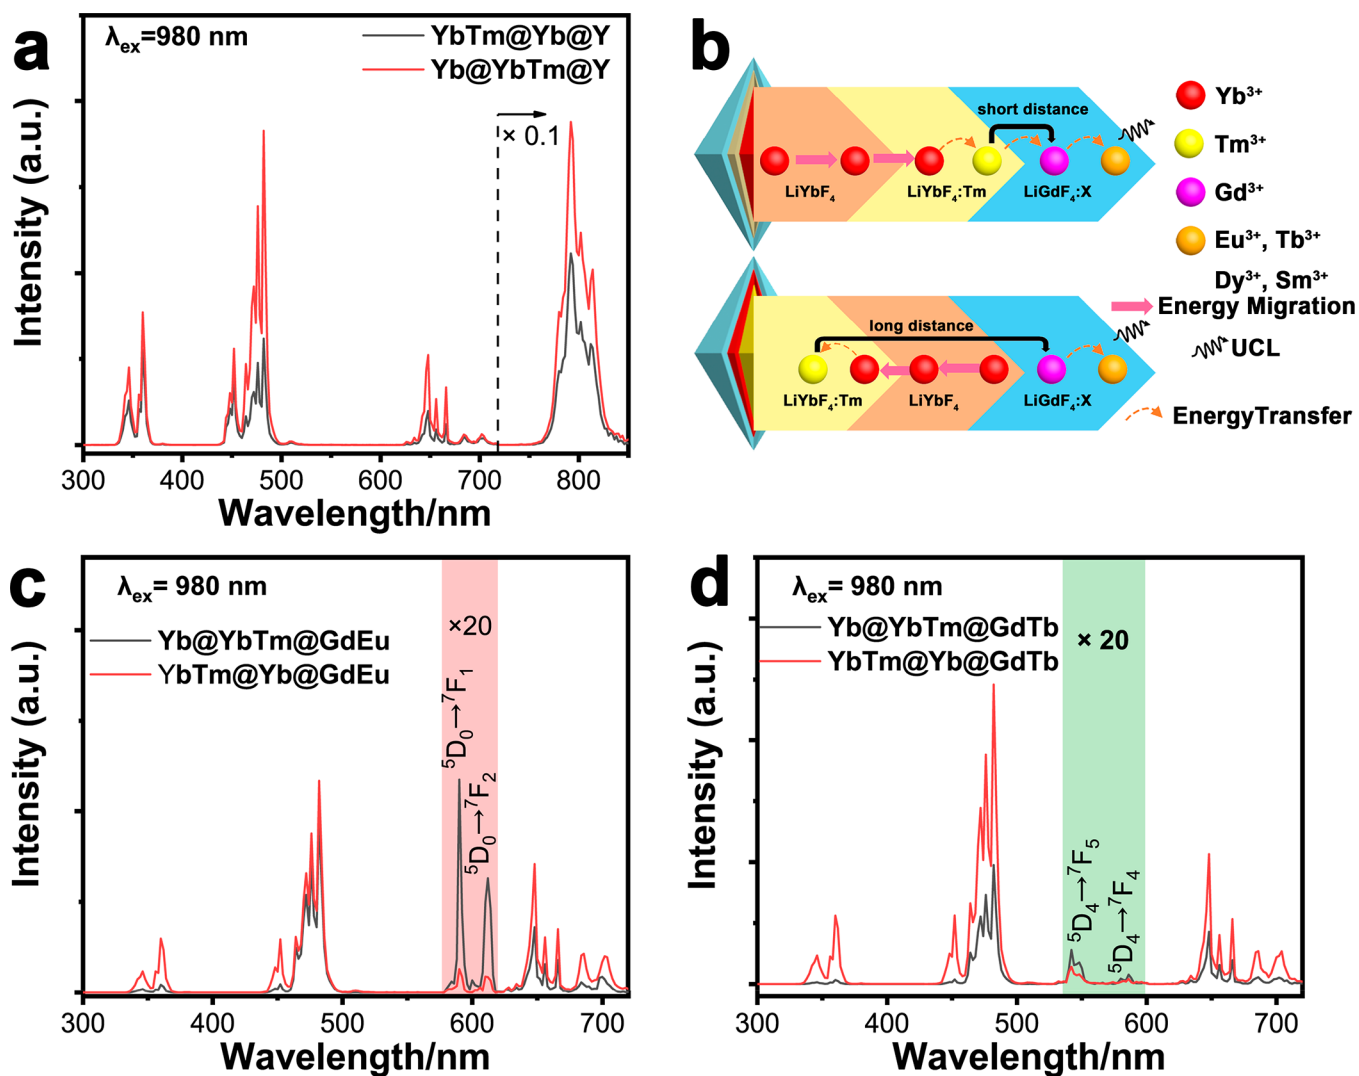 a
λex=980 nm
YbTm@Yb@Y
Yb@YbTm@Y
× 0.1
Intensity (a.u.)
300 400 500 600 700 800
Wavelength/nm
b
short distance
LiYbF4
LiYbF4:Tm
LiGdF4:X
long distance
LiYbF4:Tm
LiYbF4
LiGdF4:X
Yb3+
Tm3+
Gd3+
Eu3+, Tb3+
Dy3+, Sm3+
Energy Migration
UCL
EnergyTransfer
c
λex= 980 nm
Yb@YbTm@GdEu
YbTm@Yb@GdEu
×20
5D0→7F1
5D0→7F2
Intensity (a.u.)
300 400 500 600 700
Wavelength/nm
d
λex= 980 nm
Yb@YbTm@GdTb
YbTm@Yb@GdTb
× 20
5D4→7F5
5D4→7F4
Intensity (a.u.)
300 400 500 600 700
Wavelength/nm